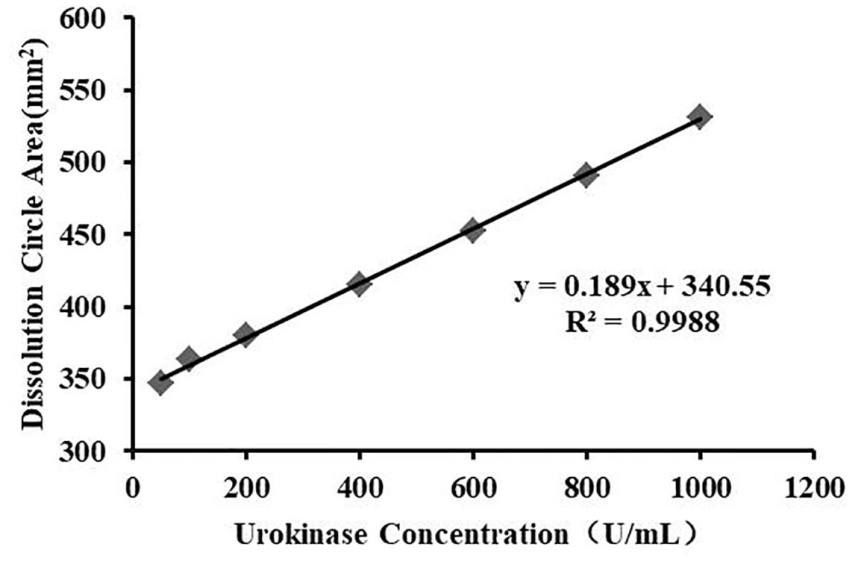 600
550
500
450
400
350
300
Dissolution Circle Area(mm²)
y = 0.189x + 340.55
R² = 0.9988
0 200 400 600 800 1000 1200
Urokinase Concentration（U/mL）